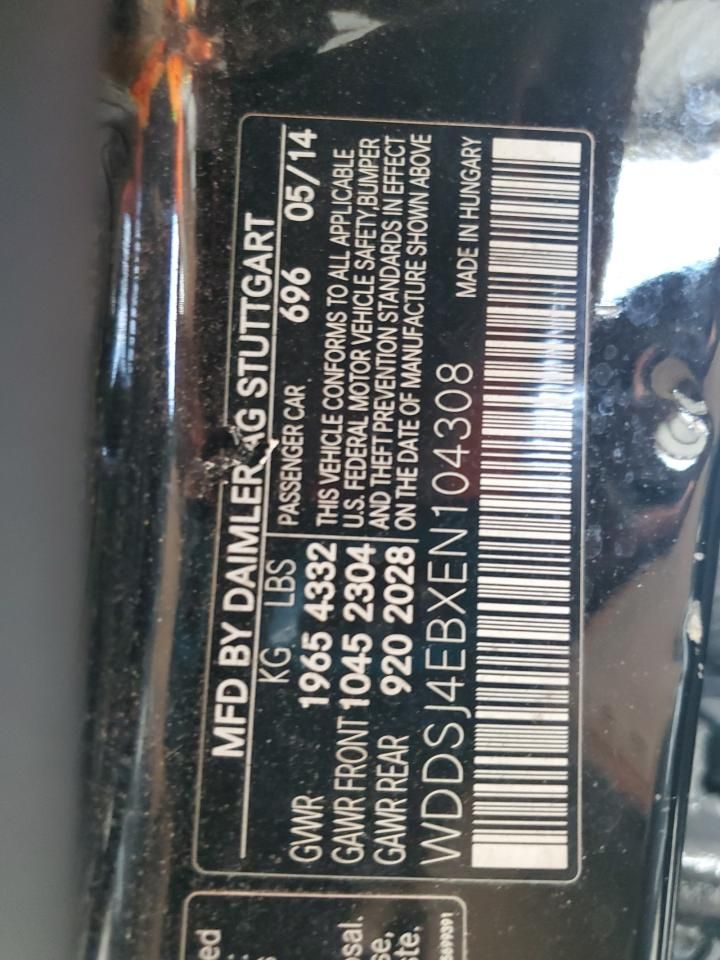 MFD BY DAIMLER AG STUTTGART
KG LBS
GVWR 1965 4332
GAWR FRONT 1045 2304
GAWR REAR 920 2028
PASSENGER CAR 696 05/14
THIS VEHICLE CONFORMS TO ALL APPLICABLE
U.S. FEDERAL MOTOR VEHICLE SAFETY, BUMPER
AND THEFT PREVENTION STANDARDS IN EFFECT
ON THE DATE OF MANUFACTURE SHOWN ABOVE
WDDSJ4EBXEN104308
MADE IN HUNGARY